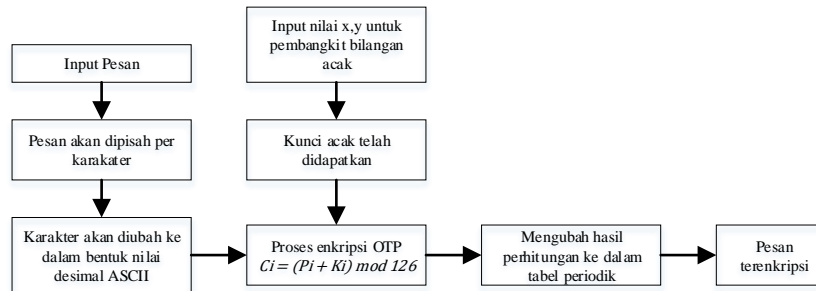 Input Pesan
Pesan akan dipisah per
karakater
Karakter akan diubah ke
dalam bentuk nilai
desimal ASCII
Input nilai x,y untuk
pembangkit bilangan
acak
Kunci acak telah
didapatkan
Proses enkripsi OTP
Ci = (Pi + Ki) mod 126
Mengubah hasil
perhitungan ke dalam
tabel periodik
Pesan
terenkripsi